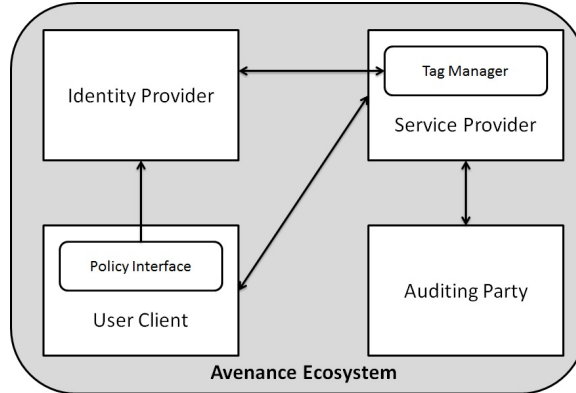 Identity Provider
Tag Manager
Service Provider
Policy Interface
User Client
Auditing Party
Avenance Ecosystem